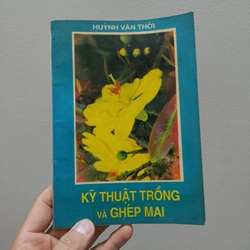 HUỲNH VĂN THỚI
KỸ THUẬT TRỒNG
VÀ GHÉP MAI